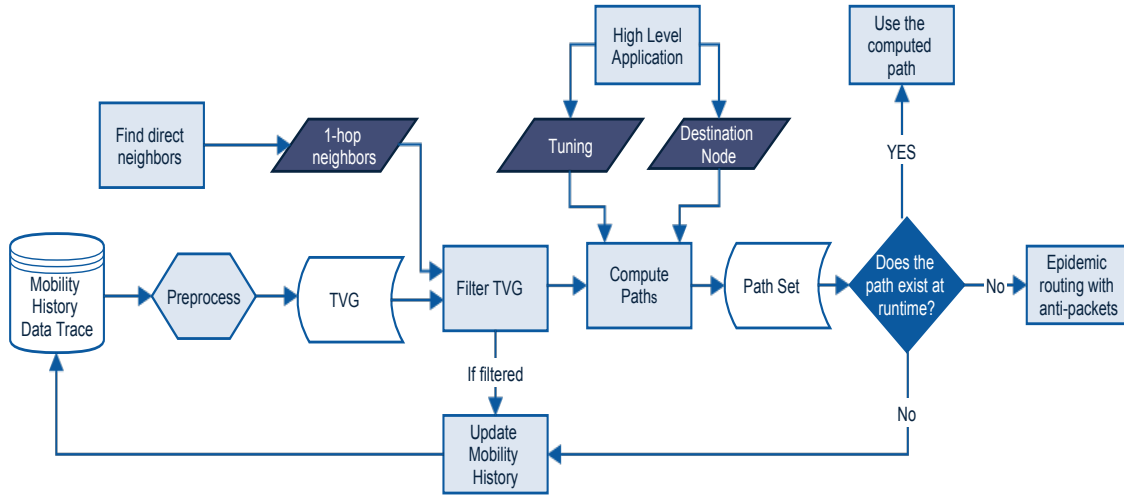 High Level
Application
Use the
computed
path
Find direct
neighbors
1-hop
neighbors
Tuning
Destination
Node
YES
Mobility
History
Data Trace
Preprocess
TVG
Filter TVG
Compute
Paths
Path Set
Does the
path exist at
runtime?
No
Epidemic
routing with
anti-packets
If filtered
No
Update
Mobility
History